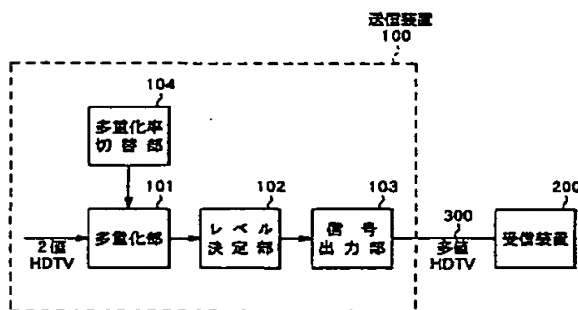 送信装置
100
104
多重化率
切替部
101
102
103
200
2値
HDTV
多重化部
レベル
決定部
信号
出力部
300
多値
HDTV
受信装置